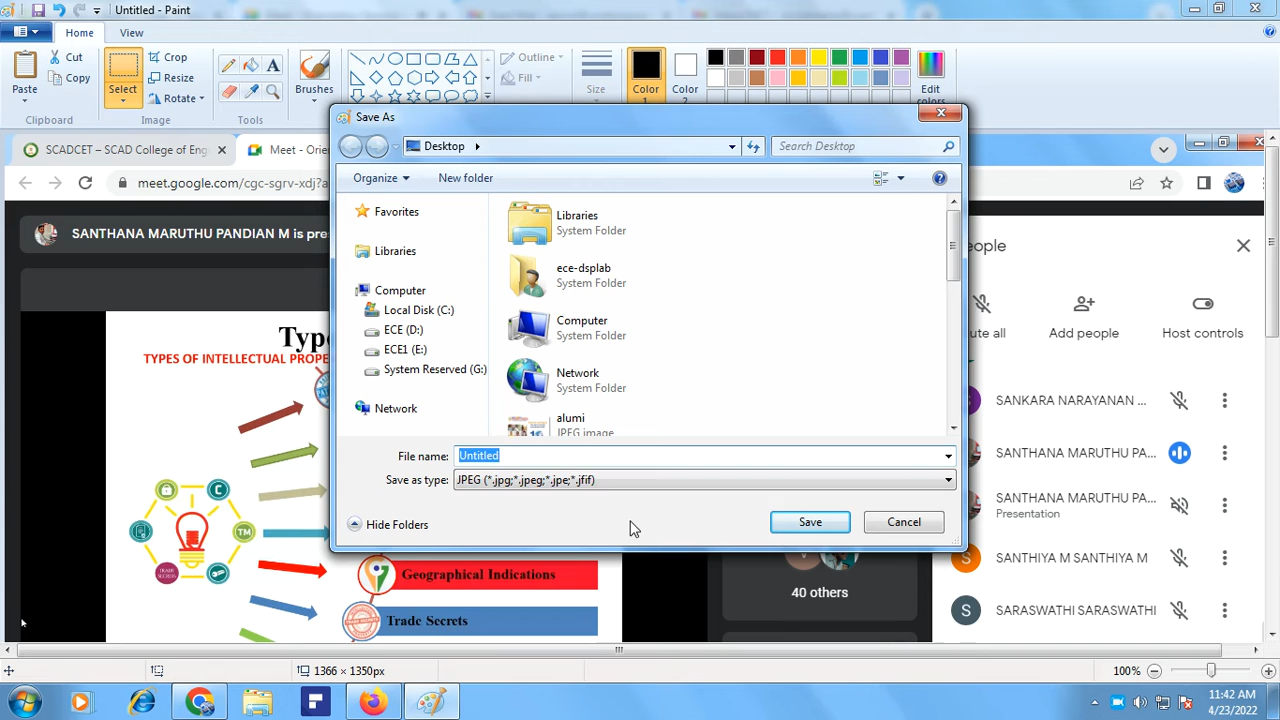 Untitled - Paint
Home
View
Paste
Cut
Copy
Clipboard
Select
Crop
Resize
Rotate
Image
Tools
Brushes
Outline
Fill
Size
Color
1
Color
2
Edit
colors
SCADCET – SCAD College of Eng
Meet - Orie
meet.google.com/cgc-sgrv-xdj?a
SANTHANA MARUTHU PANDIAN M is pres
Save As
Desktop
Search Desktop
Organize
New folder
Favorites
Libraries
Computer
Local Disk (C:)
ECE (D:)
ECE1 (E:)
System Reserved (G:)
Network
Libraries
System Folder
ece-dsplab
System Folder
Computer
System Folder
Network
System Folder
alumi
JPEG image
File name:
Untitled
Save as type:
JPEG (*.jpg;*.jpeg;*.jpe;*.jfif)
Hide Folders
Save
Cancel
Typ
TYPES OF INTELLECTUAL PROPE
C
TM
TRADE SECRETS
Geographical Indications
Trade Secrets
40 others
eople
ute all
Add people
Host controls
SANKARA NARAYANAN ...
SANTHANA MARUTHU PA...
SANTHANA MARUTHU PA...
Presentation
S
SANTHIYA M SANTHIYA M
S
SARASWATHI SARASWATHI
1366 × 1350px
100%
11:42 AM
4/23/2022